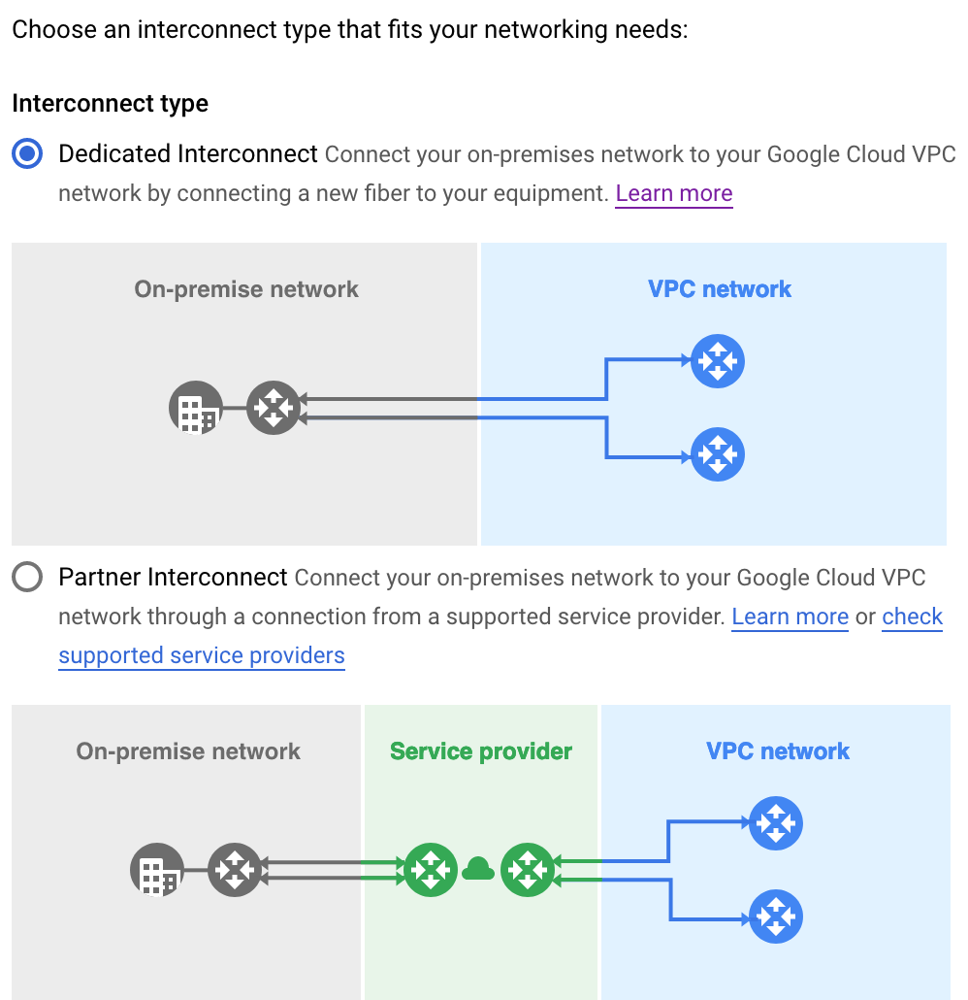 Choose an interconnect type that fits your networking needs:
Interconnect type
Dedicated Interconnect Connect your on-premises network to your Google Cloud VPC
network by connecting a new fiber to your equipment. Learn more
On-premise network
VPC network
Partner Interconnect Connect your on-premises network to your Google Cloud VPC
network through a connection from a supported service provider. Learn more or check
supported service providers
On-premise network
Service provider
VPC network